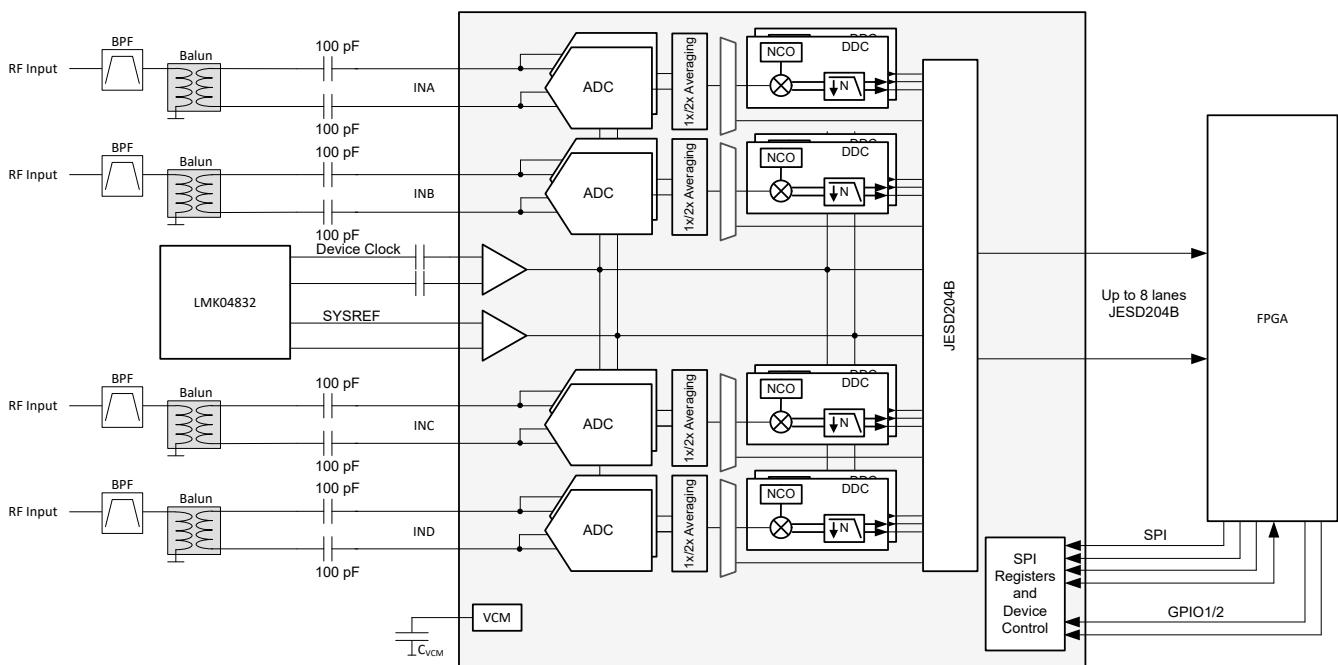 BPF
Balun
RF Input
100 pF
100 pF
INA
ADC
1x/2x Averaging
NCO
DDC
N
BPF
Balun
RF Input
100 pF
100 pF
INB
ADC
1x/2x Averaging
NCO
DDC
N
LMK04832
Device Clock
SYSREF
JESD204B
Up to 8 lanes
JESD204B
FPGA
BPF
Balun
RF Input
100 pF
100 pF
INC
ADC
1x/2x Averaging
NCO
DDC
N
BPF
Balun
RF Input
100 pF
100 pF
IND
ADC
1x/2x Averaging
NCO
DDC
N
SPI
SPI
Registers
and
Device
Control
GPIO1/2
VCM
CVCM